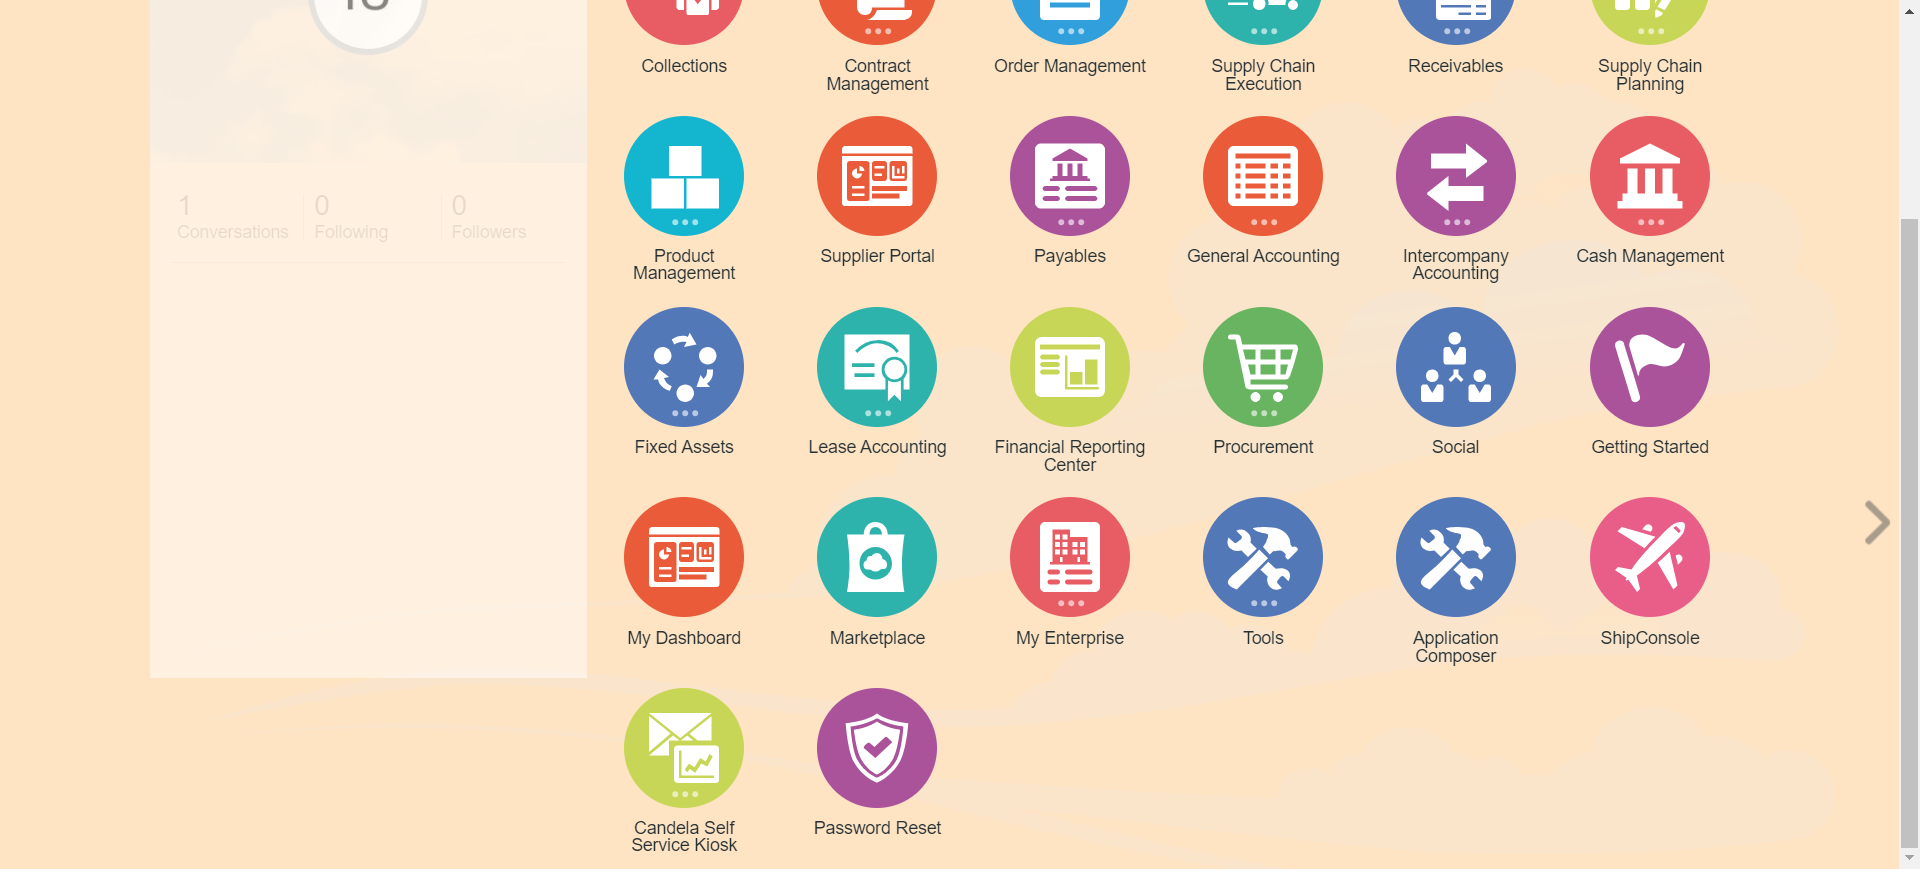 Collections
Contract
Management
Order Management
Supply Chain
Execution
Receivables
Supply Chain
Planning
1
Conversations
0
Following
0
Followers
Product
Management
Supplier Portal
Payables
General Accounting
Intercompany
Accounting
Cash Management
Fixed Assets
Lease Accounting
Financial Reporting
Center
Procurement
Social
Getting Started
My Dashboard
Marketplace
My Enterprise
Tools
Application
Composer
ShipConsole
Candela Self
Service Kiosk
Password Reset